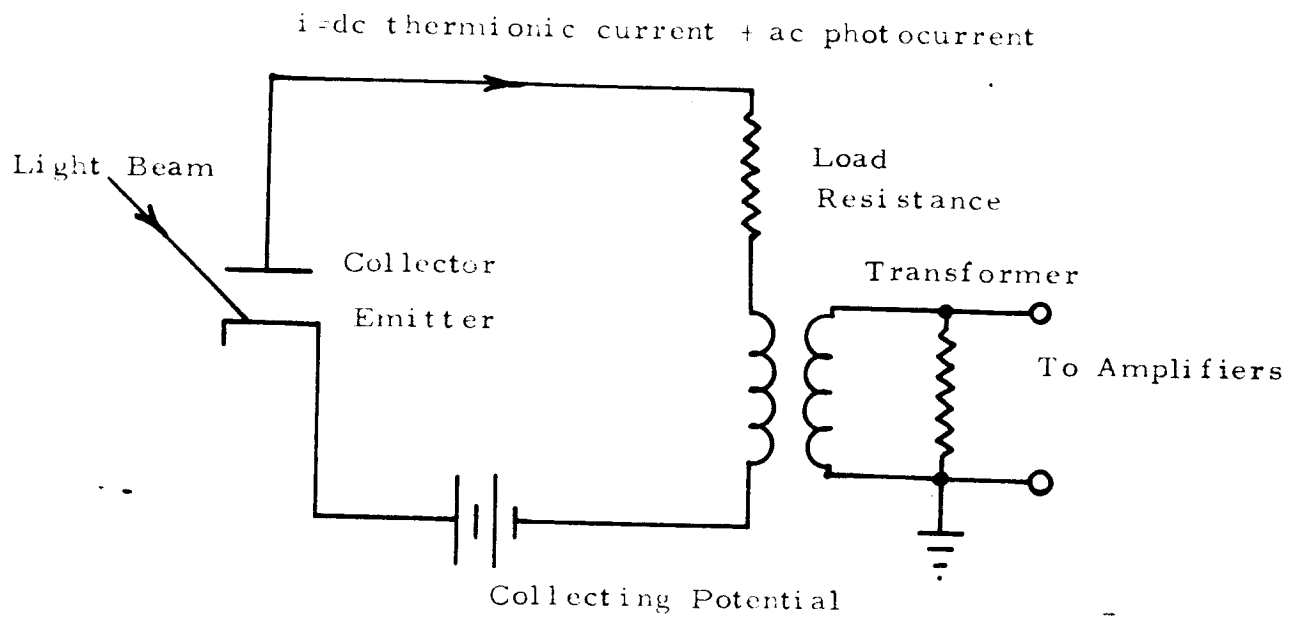 i=dc thermionic current + ac photocurrent
Light Beam
Load
Resistance
Collector
Transformer
Emitter
To Amplifiers
Collecting Potential